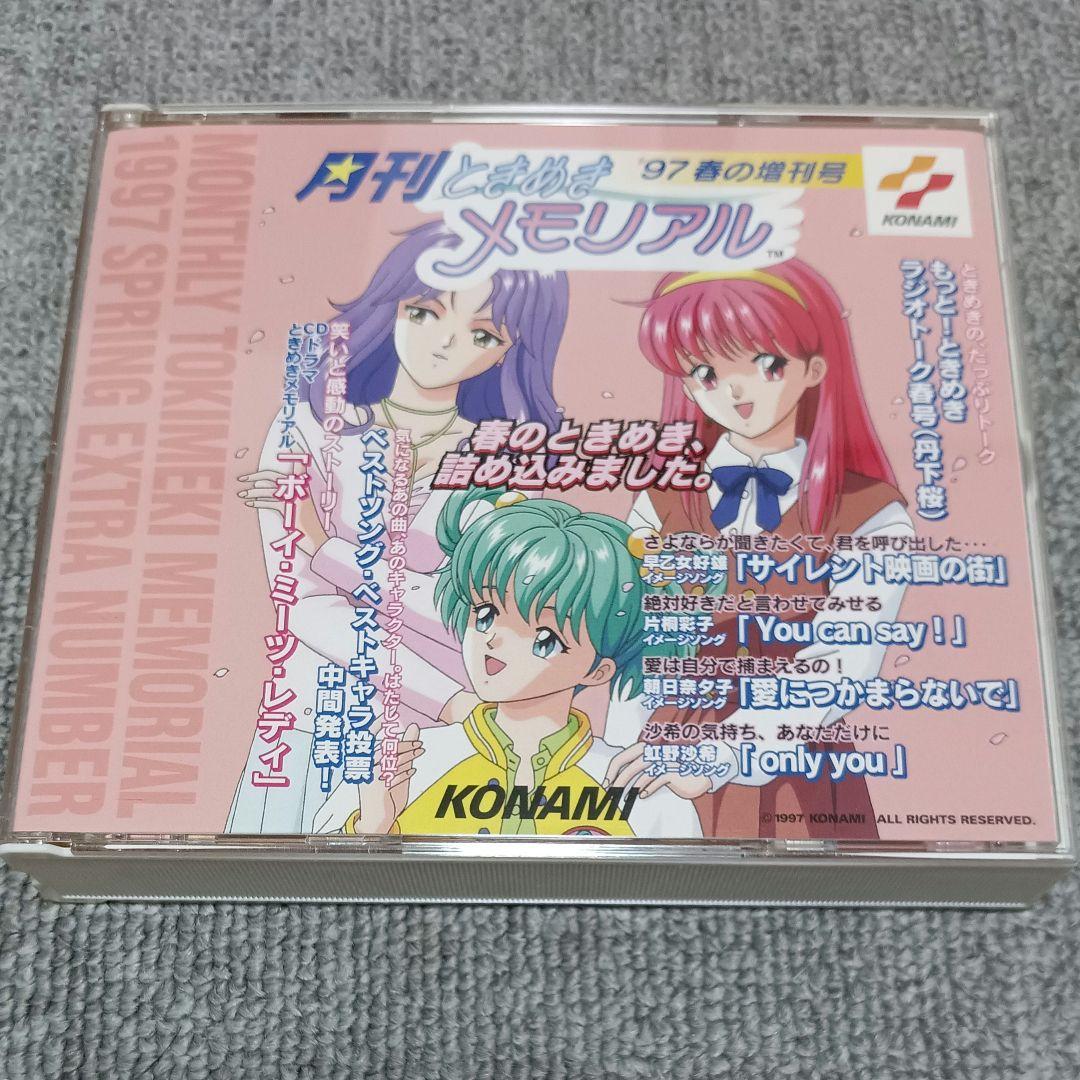 月刊ときめきメモリアル™
'97 春の増刊号
KONAMI
MONTHLY TOKIMEKI MEMORIAL
1997 SPRING EXTRA NUMBER
ときめきの、たっぷりトーク
もっと!ときめき
ラジオトーク春号(丹下桜)
春のときめき、
詰め込みました。
気になるあの曲、あのキャラクター。はたして何位?
ベストソング・ベストキャラ投票
中間発表!
笑いと感動のストーリー
CDドラマ
ときめきメモリアル
「ボーイ・ミーツ・レディ」
さよならが聞きたくて、君を呼び出した・・・
早乙女好雄
イメージソング
「サイレント映画の街」
絶対好きだと言わせてみせる
片桐彩子
イメージソング
「You can say!」
愛は自分で捕まえるの!
朝日奈夕子
イメージソング
「愛につかまらないで」
沙希の気持ち、あなただけに
虹野沙希
イメージソング
「only you」
KONAMI
©1997 KONAMI ALL RIGHTS RESERVED.